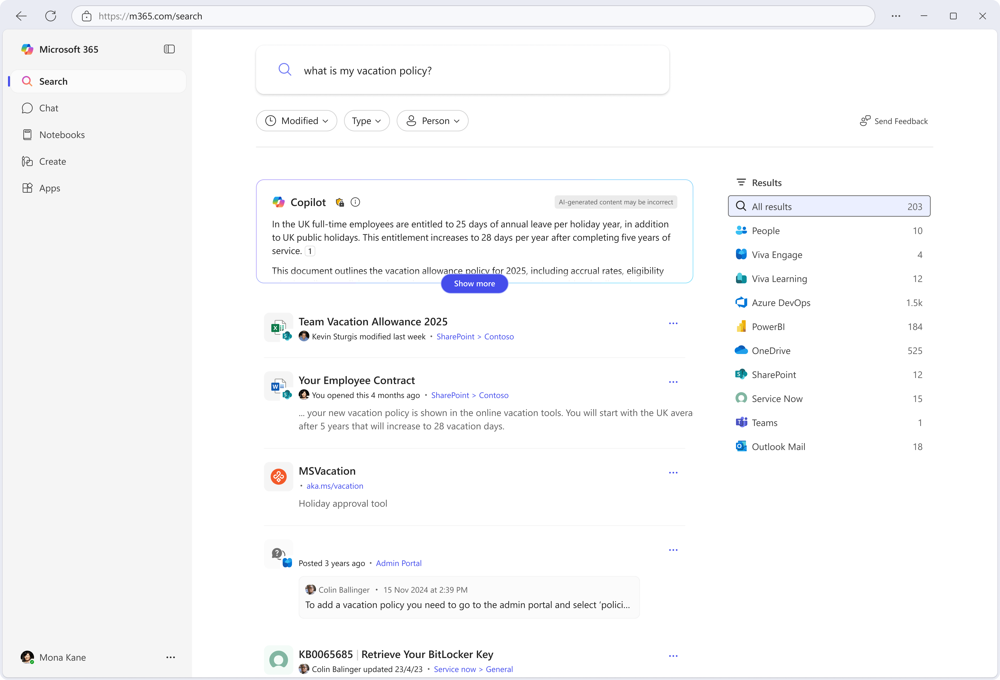 https://m365.com/search
Microsoft 365
Search
Chat
Notebooks
Create
Apps
Mona Kane
what is my vacation policy?
Modified
Type
Person
Send Feedback
Copilot
AI-generated content may be incorrect
In the UK full-time employees are entitled to 25 days of annual leave per holiday year, in addition
to UK public holidays. This entitlement increases to 28 days per year after completing five years of
service. 1
This document outlines the vacation allowance policy for 2025, including accrual rates, eligibility
Show more
Team Vacation Allowance 2025
Kevin Sturgis modified last week • SharePoint > Contoso
Your Employee Contract
You opened this 4 months ago • SharePoint > Contoso
... your new vacation policy is shown in the online vacation tools. You will start with the UK avera
after 5 years that will increase to 28 vacation days.
MSVacation
• aka.ms/vacation
Holiday approval tool
Posted 3 years ago • Admin Portal
Colin Ballinger • 15 Nov 2024 at 2:39 PM
To add a vacation policy you need to go to the admin portal and select ‘polici...
KB0065685 | Retrieve Your BitLocker Key
Colin Balinger updated 23/4/23 • Service now > General
Results
All results 203
People 10
Viva Engage 4
Viva Learning 12
Azure DevOps 1.5k
PowerBI 184
OneDrive 525
SharePoint 12
Service Now 15
Teams 1
Outlook Mail 18